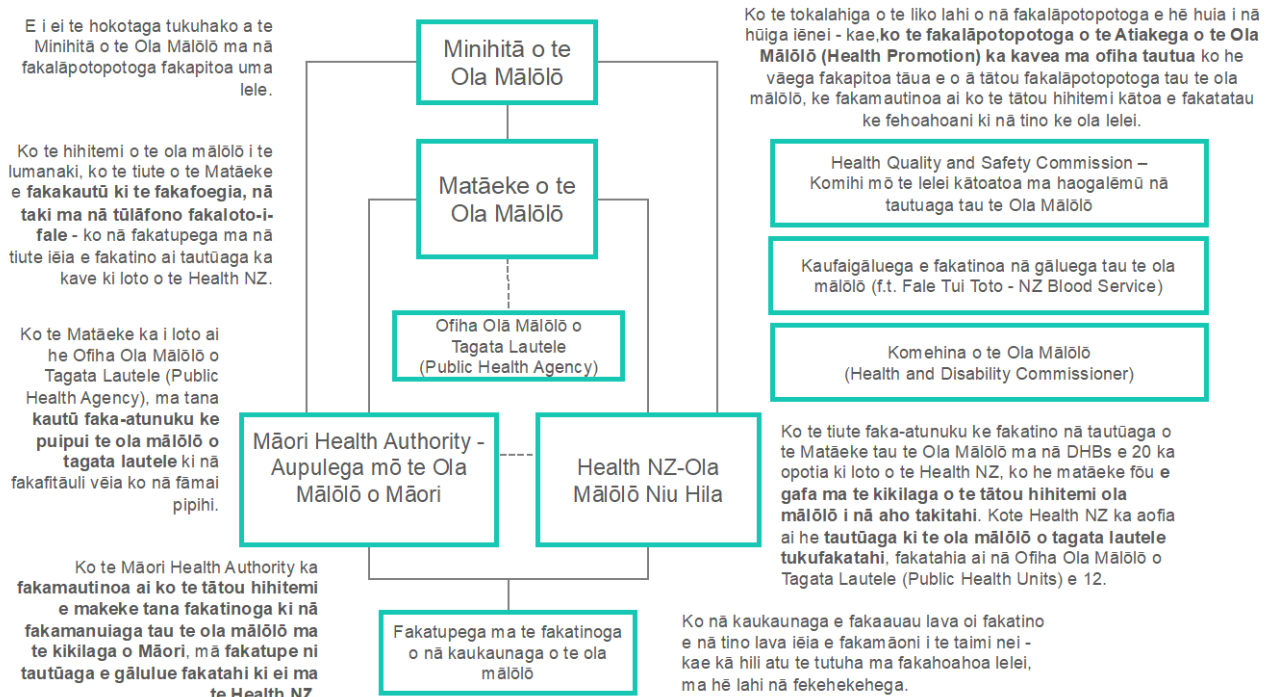 E i ei te hokotaga tukuhako a te
Minihitā o te Ola Mālōlō ma nā
fakalāpotopotoga fakapitoa uma
lele.
Ko te hihitemi o te ola mālōlō i te
lumanaki, ko te tiute o te Matāeke
e fakakautū ki te fakafoegia, nā
taki ma nā tūlāfono fakaloto-i-
fale - ko nā fakatupega ma nā
tiute iēia e fakatino ai tautūaga ka
kave ki loto o te Health NZ.
Ko te Matāeke ka i loto ai
he Ofiha Ola Mālōlō o
Tagata Lautele (Public
Health Agency), ma tana
kautū faka-atunuku ke
puipui te ola mālōlō o
tagata lautele ki nā
fakafitāuli vēia ko nā fāmai
pipihi.
Ko te Māori Health Authority ka
fakamautinoa ai ko te tātou hihitemi
e makeke tana fakatinoga ki nā
fakamanuiaga tau te ola mālōlō ma
te kikilaga o Māori, mā fakatupe ni
tautūaga e gālulue fakatahi ki ei ma
te Health NZ.
Minihitā o te
Ola Mālōlō
Matāeke o te
Ola Mālōlō
Ofiha Olā Mālōlō o
Tagata Lautele
(Public Health Agency)
Māori Health Authority -
Aupulega mō te Ola
Mālōlō o Māori
Health NZ-Ola
Mālōlō Niu Hila
Fakatupega ma te fakatinoga
o nā kaukaunaga o te ola
mālōlō
Ko te tokalahiga o te liko lahi o nā fakalāpotopotoga e hē huia i nā
hūiga iēnei - kae,ko te fakalāpotopotoga o te Atiakega o te Ola
Mālōlō (Health Promotion) ka kavea ma ofiha tautua ko he
vāega fakapitoa tāua e o ā tātou fakalāpotopotoga tau te ola
mālōlō, ke fakamautinoa ai ko te tātou hihitemi kātoa e fakatatau
ke fehoahoani ki nā tino ke ola lelei.
Health Quality and Safety Commission –
Komihi mō te lelei kātoatoa ma haogalēmū nā
tautuaga tau te Ola Mālōlō
Kaufaigāluega e fakatinoa nā gāluega tau te ola
mālōlō (f.t. Fale Tui Toto - NZ Blood Service)
Komehina o te Ola Mālōlō
(Health and Disability Commissioner)
Ko te tiute faka-atunuku ke fakatino nā tautūaga o
te Matāeke tau te Ola Mālōlō ma nā DHBs e 20 ka
opotia ki loto o te Health NZ, ko he matāeke fōu e
gafa ma te kikilaga o te tātou hihitemi ola
mālōlō i nā aho takitahi. Kote Health NZ ka aofia
ai he tautūaga ki te ola mālōlō o tagata lautele
tukufakatahi, fakatahia ai nā Ofiha Ola Mālōlō o
Tagata Lautele (Public Health Units) e 12.
Ko nā kaukaunaga e fakaauau lava oi fakatino
e nā tino lava iēia e fakamāoni i te taimi nei -
kae kā hili atu te tutuha ma fakahoahoa lelei,
ma hē lahi nā fekehekehega.